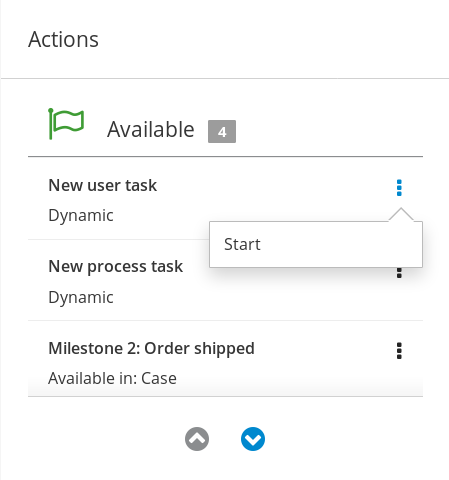 Actions
Available 4
New user task
Dynamic
Start
New process task
Dynamic
Milestone 2: Order shipped
Available in: Case